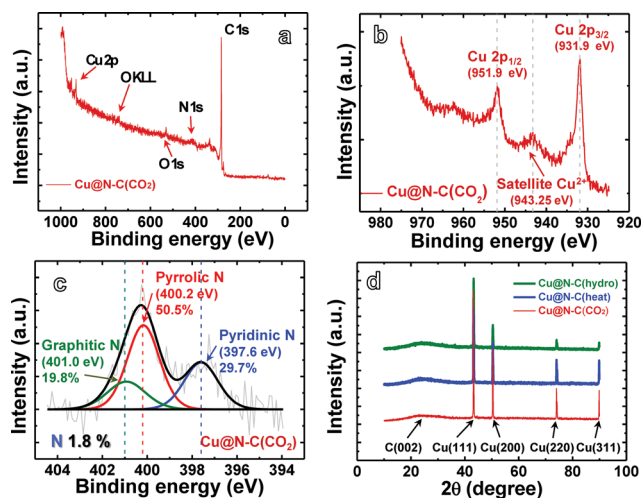 a
Cu2p
OKLL
C1s
N1s
O1s
Cu@N-C(CO₂)
Intensity (a.u.)
1000 800 600 400 200 0
Binding energy (eV)
b
Cu 2p₁/₂
(951.9 eV)
Cu 2p₃/₂
(931.9 eV)
Satellite Cu²⁺
(943.25 eV)
Cu@N-C(CO₂)
Intensity (a.u.)
980 970 960 950 940 930 920
Binding energy (eV)
c
Pyrrolic N
(400.2 eV)
50.5%
Graphitic N
(401.0 eV)
19.8%
Pyridinic N
(397.6 eV)
29.7%
N 1.8 %
Cu@N-C(CO₂)
Intensity (a.u.)
404 402 400 398 396 394
Binding energy (eV)
d
Cu@N-C(hydro)
Cu@N-C(heat)
Cu@N-C(CO₂)
C(002) Cu(111) Cu(200) Cu(220) Cu(311)
Intensity (a.u.)
0 20 40 60 80 100
2θ (degree)